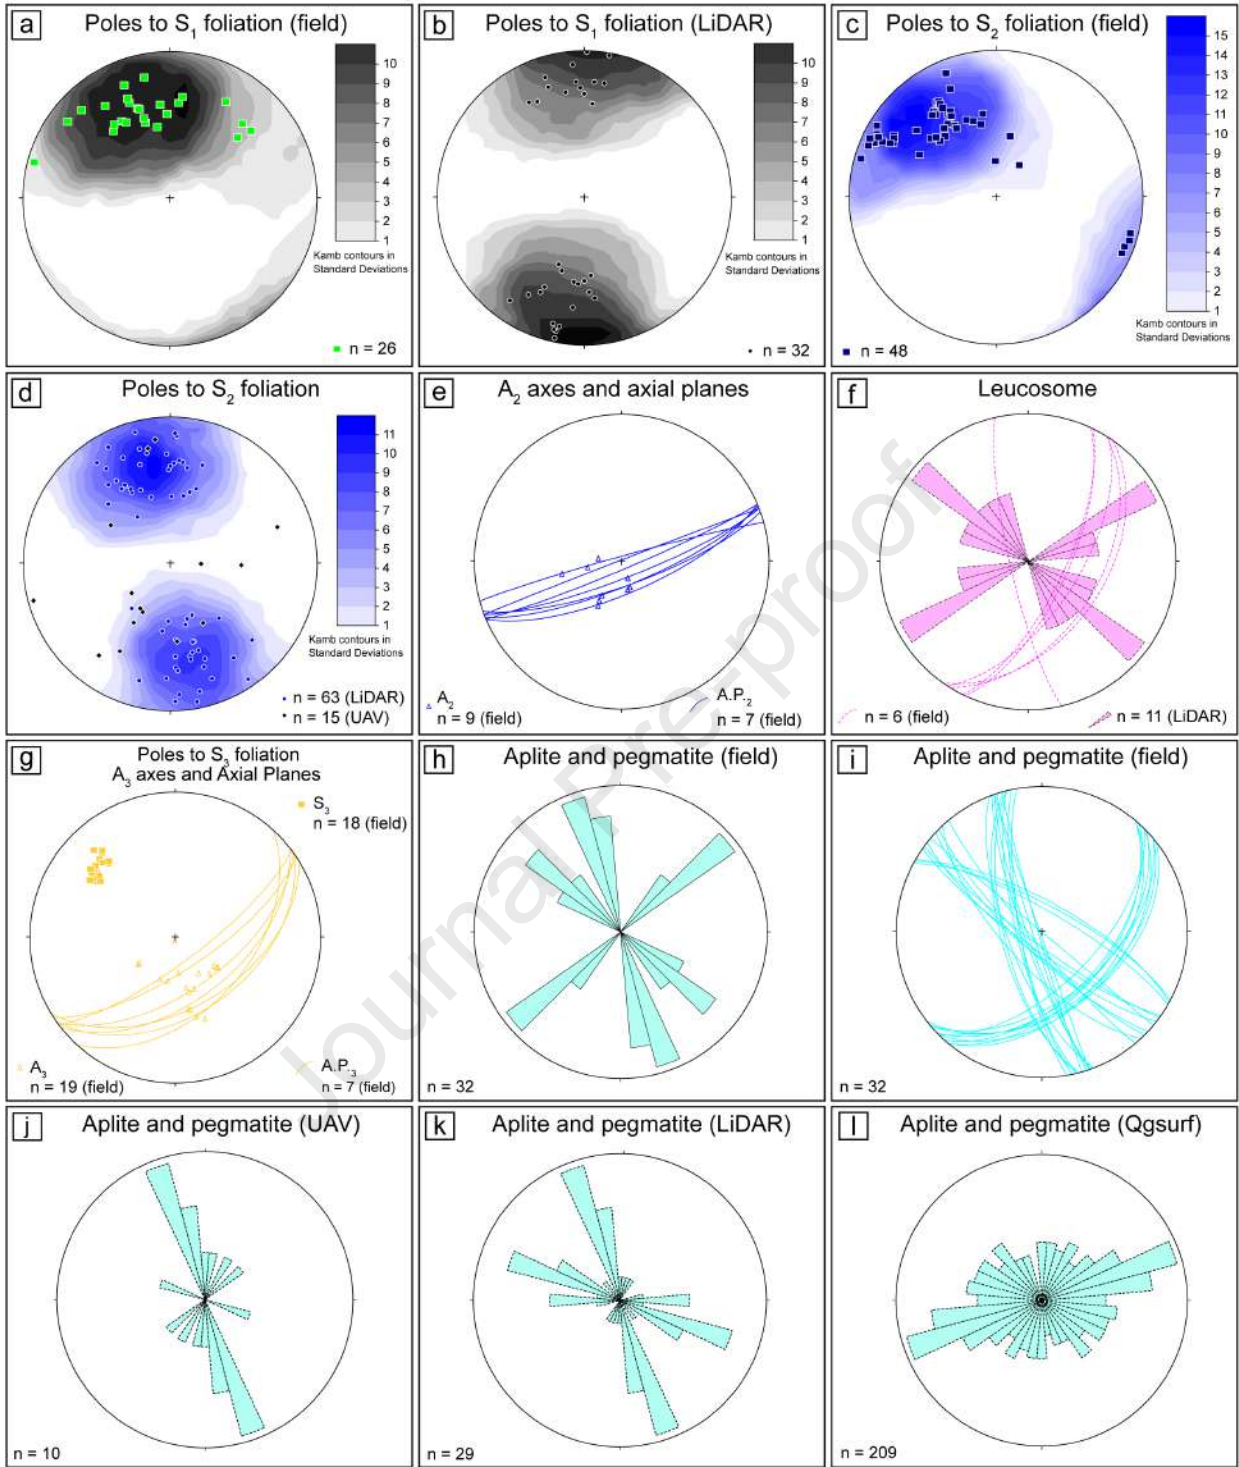 a
Poles to S1 foliation (field)
10
9
8
7
6
5
4
3
2
1
Kamb contours in
Standard Deviations
n = 26
b
Poles to S1 foliation (LiDAR)
10
9
8
7
6
5
4
3
2
1
Kamb contours in
Standard Deviations
n = 32
c
Poles to S2 foliation (field)
15
14
13
12
11
10
9
8
7
6
5
4
3
2
1
Kamb contours in
Standard Deviations
n = 48
d
Poles to S2 foliation
11
10
9
8
7
6
5
4
3
2
1
Kamb contours in
Standard Deviations
n = 63 (LiDAR)
n = 15 (UAV)
e
A2 axes and axial planes
A2
n = 9 (field)
A.P.2
n = 7 (field)
f
Leucosome
n = 6 (field)
n = 11 (LiDAR)
g
Poles to S3 foliation
A3 axes and Axial Planes
S3
n = 18 (field)
A3
n = 19 (field)
A.P.3
n = 7 (field)
h
Aplite and pegmatite (field)
n = 32
i
Aplite and pegmatite (field)
n = 32
j
Aplite and pegmatite (UAV)
n = 10
k
Aplite and pegmatite (LiDAR)
n = 29
l
Aplite and pegmatite (Qgsurf)
n = 209
Journal Pre-proof